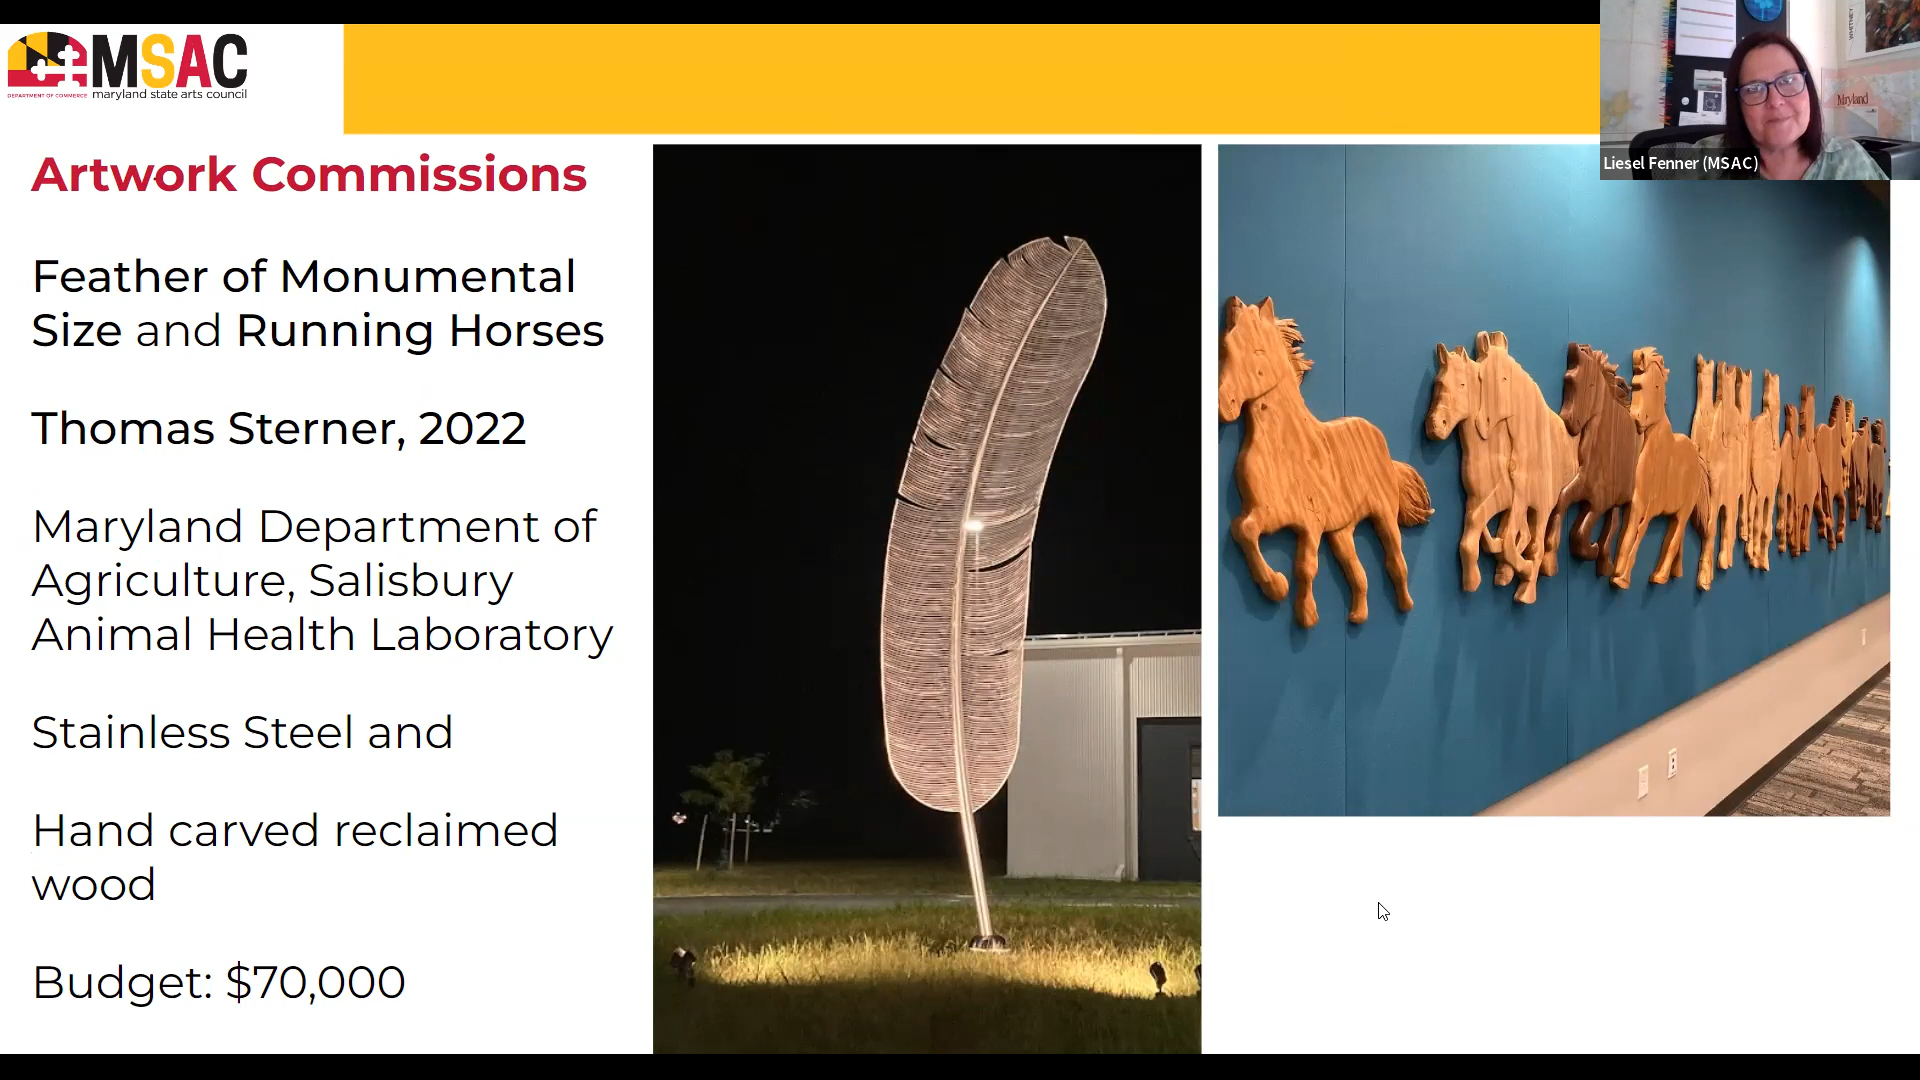 MSAC
DEPARTMENT OF COMMERCE maryland state arts council
WHITNEY
Maryland
Liesel Fenner (MSAC)
Artwork Commissions
Feather of Monumental
Size and Running Horses
Thomas Sterner, 2022
Maryland Department of
Agriculture, Salisbury
Animal Health Laboratory
Stainless Steel and
Hand carved reclaimed
wood
Budget: $70,000